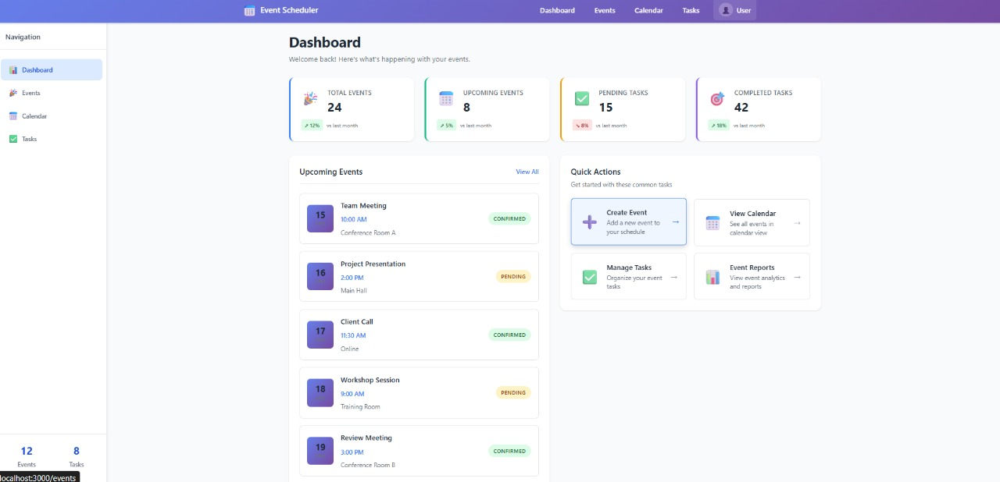 Event Scheduler
Dashboard
Events
Calendar
Tasks
User
Navigation
Dashboard
Events
Calendar
Tasks
12
Events
8
Tasks
localhost:3000/events
Dashboard
Welcome back! Here's what's happening with your events.
TOTAL EVENTS
24
↗ 12% vs last month
UPCOMING EVENTS
8
↗ 5% vs last month
PENDING TASKS
15
↘ 8% vs last month
COMPLETED TASKS
42
↗ 18% vs last month
Upcoming Events
View All
15
Team Meeting
10:00 AM
Conference Room A
CONFIRMED
16
Project Presentation
2:00 PM
Main Hall
PENDING
17
Client Call
11:30 AM
Online
CONFIRMED
18
Workshop Session
9:00 AM
Training Room
PENDING
19
Review Meeting
3:00 PM
Conference Room B
CONFIRMED
Quick Actions
Get started with these common tasks
Create Event
Add a new event to
your schedule
→
View Calendar
See all events in
calendar view
→
Manage Tasks
Organize your event
tasks
→
Event Reports
View event analytics
and reports
→